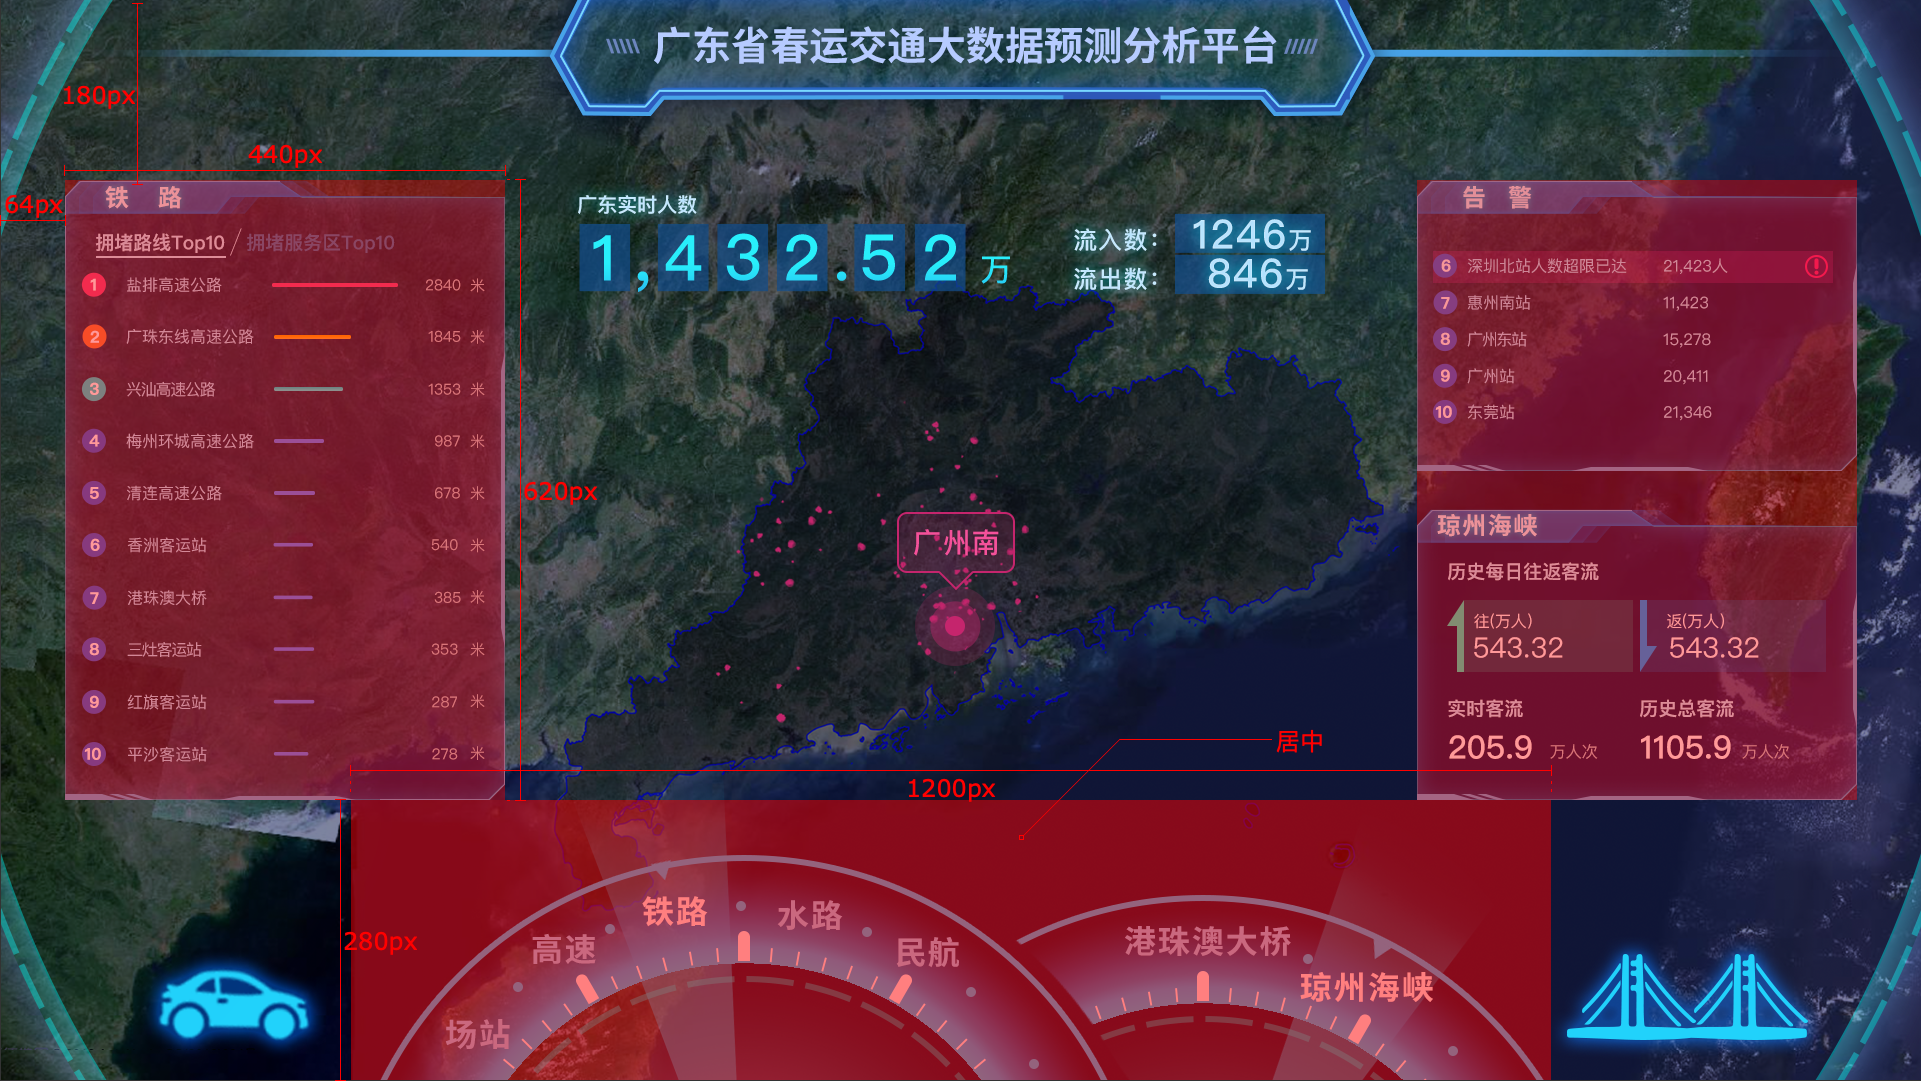 广东省春运交通大数据预测分析平台
180px
440px
64px
铁 路
拥堵路线Top10 / 拥堵服务区Top10
1 盐排高速公路 2840 米
2 广珠东线高速公路 1845 米
3 兴汕高速公路 1353 米
4 梅州环城高速公路 987 米
5 清连高速公路 678 米
6 香洲客运站 540 米
7 港珠澳大桥 385 米
8 三灶客运站 353 米
9 红旗客运站 287 米
10 平沙客运站 278 米
620px
广东实时人数
1,432.52 万
流入数: 1246万
流出数: 846万
广州南
告 警
6 深圳北站人数超限已达 21,423人
7 惠州南站 11,423
8 广州东站 15,278
9 广州站 20,411
10 东莞站 21,346
琼州海峡
历史每日往返客流
往(万人) 返(万人)
543.32 543.32
实时客流 历史总客流
205.9 万人次 1105.9 万人次
居中
1200px
280px
场站
高速
铁路
水路
民航
港珠澳大桥
琼州海峡